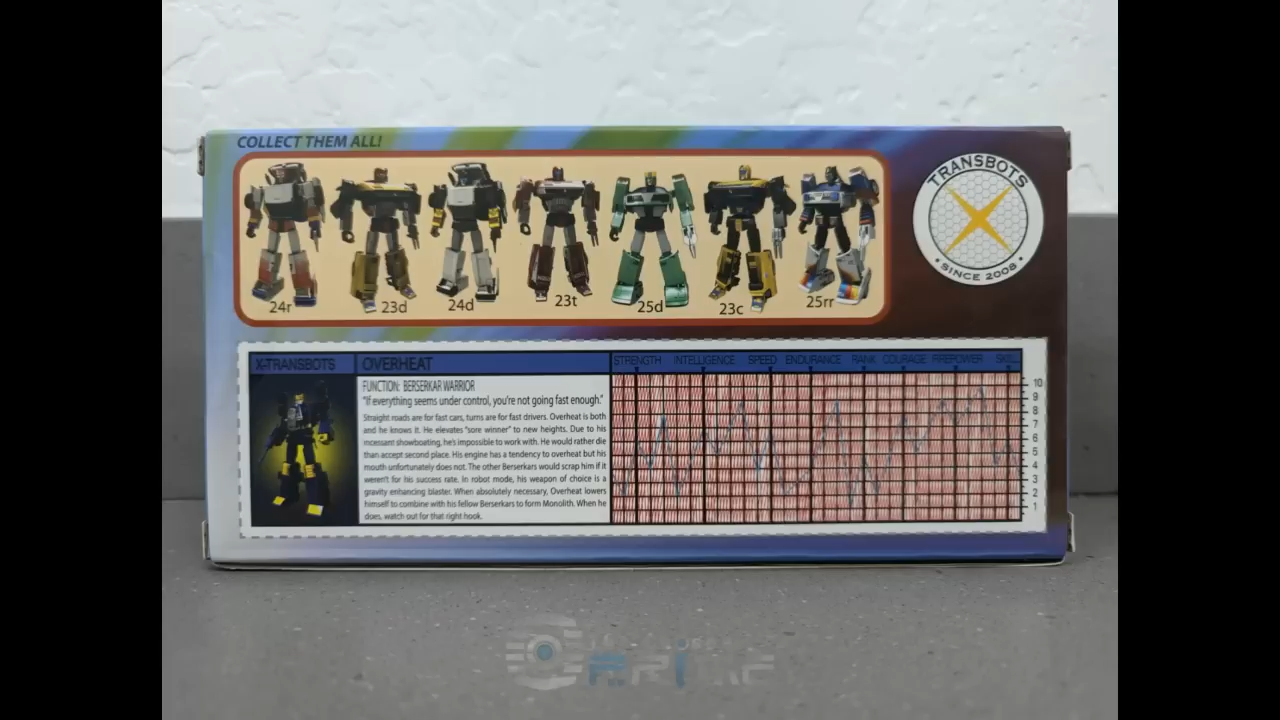 COLLECT THEM ALL!
TRANSBOTS
• SINCE 2008 •
24r 23d 24d 23t 25d 23c 25rr
X-TRANSBOTS OVERHEAT
STRENGTH INTELLIGENCE SPEED ENDURANCE RANK COURAGE FIREPOWER SKILL
FUNCTION: BERSERKAR WARRIOR
"If everything seems under control, you're not going fast enough."
Straight roads are for fast cars, turns are for fast drivers. Overheat is both
and he knows it. He elevates "sore winner" to new heights. Due to his
incessant showboating, he's impossible to work with. He would rather die
than accept second place. His engine has a tendency to overheat but his
mouth unfortunately does not. The other Berserkars would scrap him if it
weren't for his success rate. In robot mode, his weapon of choice is a
gravity enhancing blaster. When absolutely necessary, Overheat lowers
himself to combine with his fellow Berserkars to form Monolith. When he
does, watch out for that right hook.
10
9
8
7
6
5
4
3
2
1